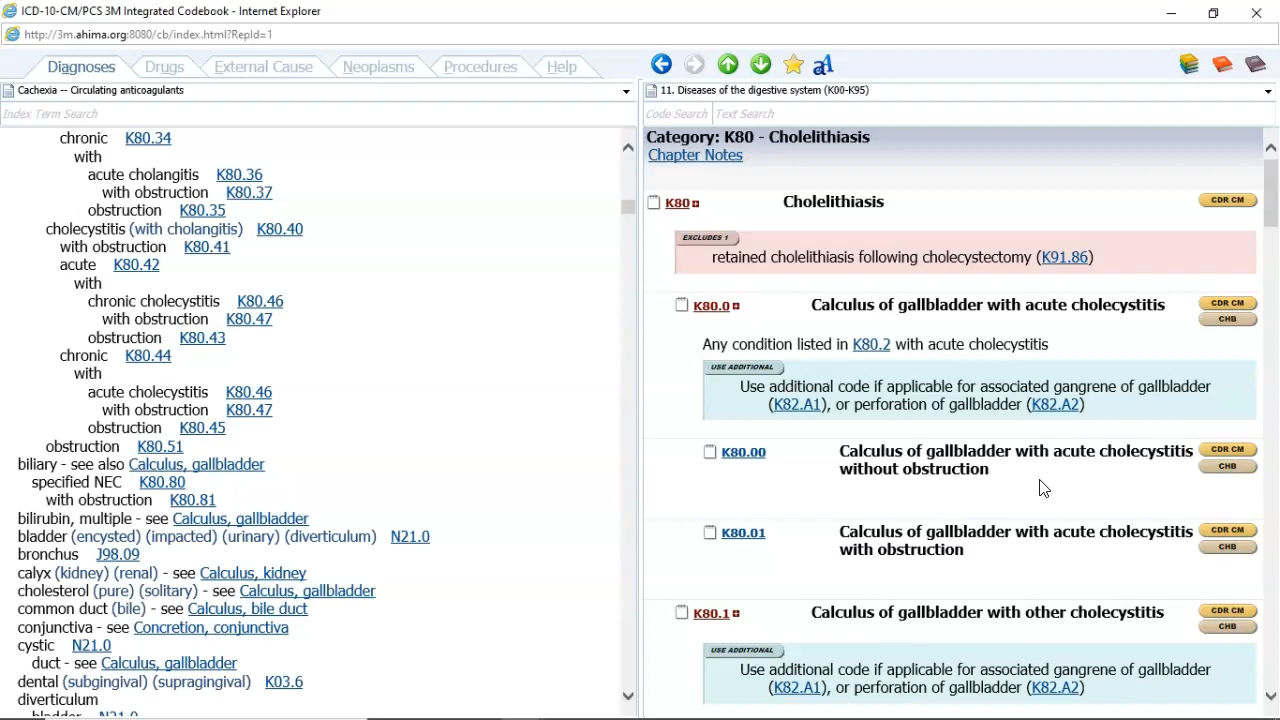 ICD-10-CM/PCS 3M Integrated Codebook - Internet Explorer
http://3m.ahima.org:8080/cb/index.html?RepId=1
Diagnoses Drugs External Cause Neoplasms Procedures Help
Cachexia -- Circulating anticoagulants
Index Term Search
chronic K80.34
with
acute cholangitis K80.36
with obstruction K80.37
obstruction K80.35
cholecystitis (with cholangitis) K80.40
with obstruction K80.41
acute K80.42
with
chronic cholecystitis K80.46
with obstruction K80.47
obstruction K80.43
chronic K80.44
with
acute cholecystitis K80.46
with obstruction K80.47
obstruction K80.45
obstruction K80.51
biliary - see also Calculus, gallbladder
specified NEC K80.80
with obstruction K80.81
bilirubin, multiple - see Calculus, gallbladder
bladder (encysted) (impacted) (urinary) (diverticulum) N21.0
bronchus J98.09
calyx (kidney) (renal) - see Calculus, kidney
cholesterol (pure) (solitary) - see Calculus, gallbladder
common duct (bile) - see Calculus, bile duct
conjunctiva - see Concretion, conjunctiva
cystic N21.0
duct - see Calculus, gallbladder
dental (subgingival) (supragingival) K03.6
diverticulum
bladder N21.0
11. Diseases of the digestive system (K00-K95)
Code Search Text Search
Category: K80 - Cholelithiasis
Chapter Notes
K80 Cholelithiasis CDR CM
EXCLUDES 1
retained cholelithiasis following cholecystectomy (K91.86)
K80.0 Calculus of gallbladder with acute cholecystitis CDR CM
CHB
Any condition listed in K80.2 with acute cholecystitis
USE ADDITIONAL
Use additional code if applicable for associated gangrene of gallbladder
(K82.A1), or perforation of gallbladder (K82.A2)
K80.00 Calculus of gallbladder with acute cholecystitis CDR CM
without obstruction CHB
K80.01 Calculus of gallbladder with acute cholecystitis CDR CM
with obstruction CHB
K80.1 Calculus of gallbladder with other cholecystitis CDR CM
CHB
USE ADDITIONAL
Use additional code if applicable for associated gangrene of gallbladder
(K82.A1), or perforation of gallbladder (K82.A2)